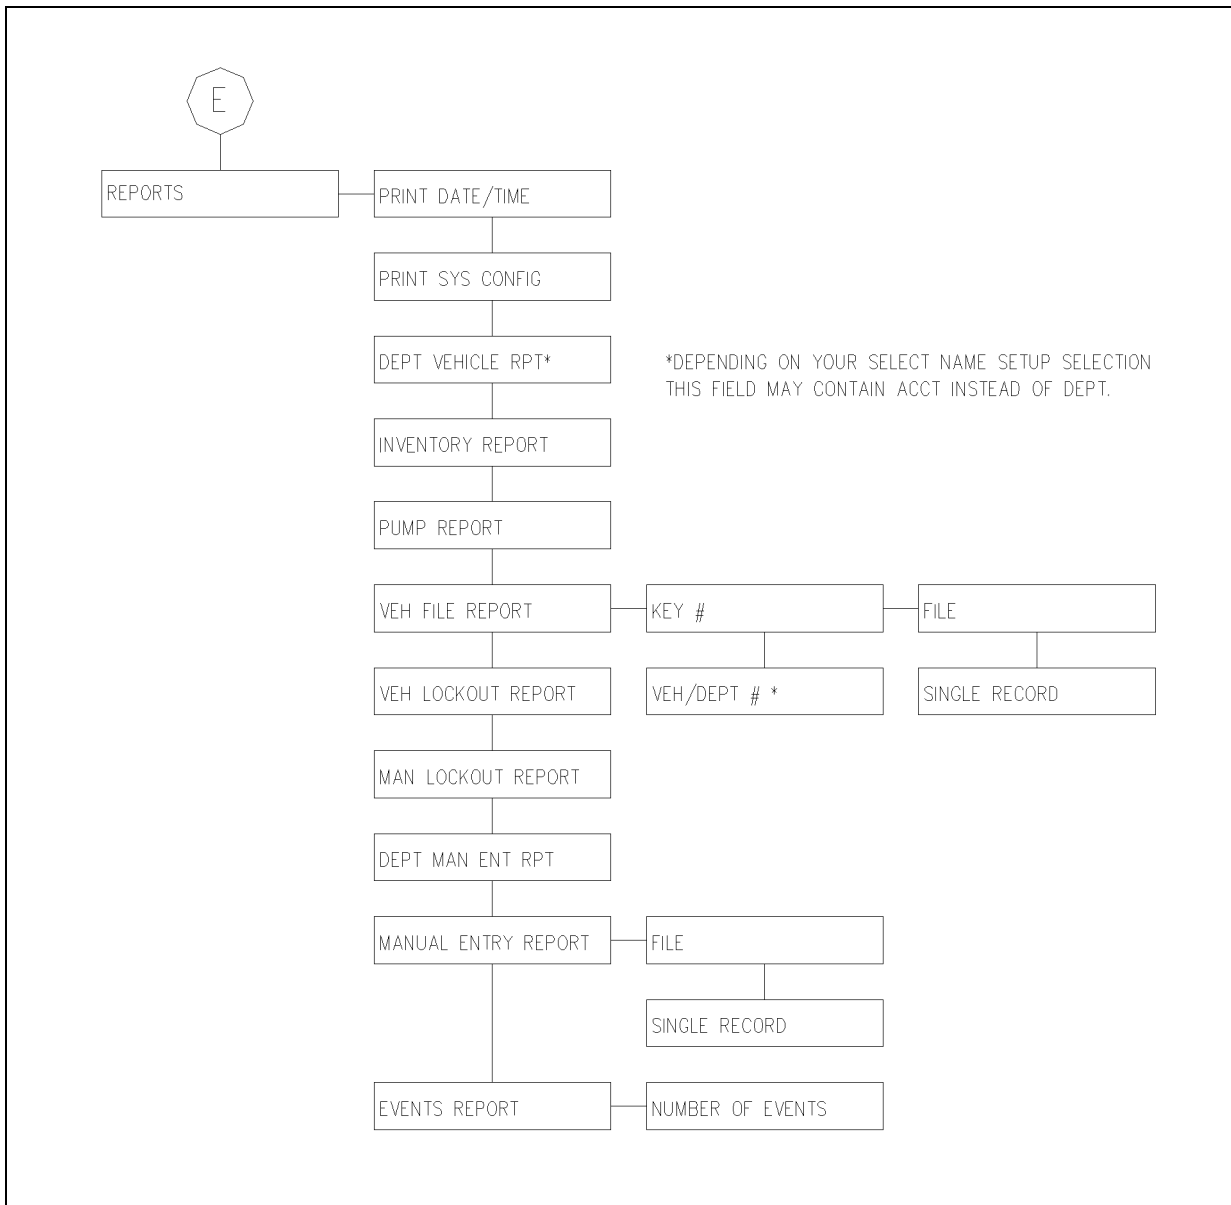 E
REPORTS
PRINT DATE/TIME
PRINT SYS CONFIG
DEPT VEHICLE RPT*
*DEPENDING ON YOUR SELECT NAME SETUP SELECTION
THIS FIELD MAY CONTAIN ACCT INSTEAD OF DEPT.
INVENTORY REPORT
PUMP REPORT
VEH FILE REPORT
KEY #
FILE
VEH LOCKOUT REPORT
VEH/DEPT # *
SINGLE RECORD
MAN LOCKOUT REPORT
DEPT MAN ENT RPT
MANUAL ENTRY REPORT
FILE
SINGLE RECORD
EVENTS REPORT
NUMBER OF EVENTS